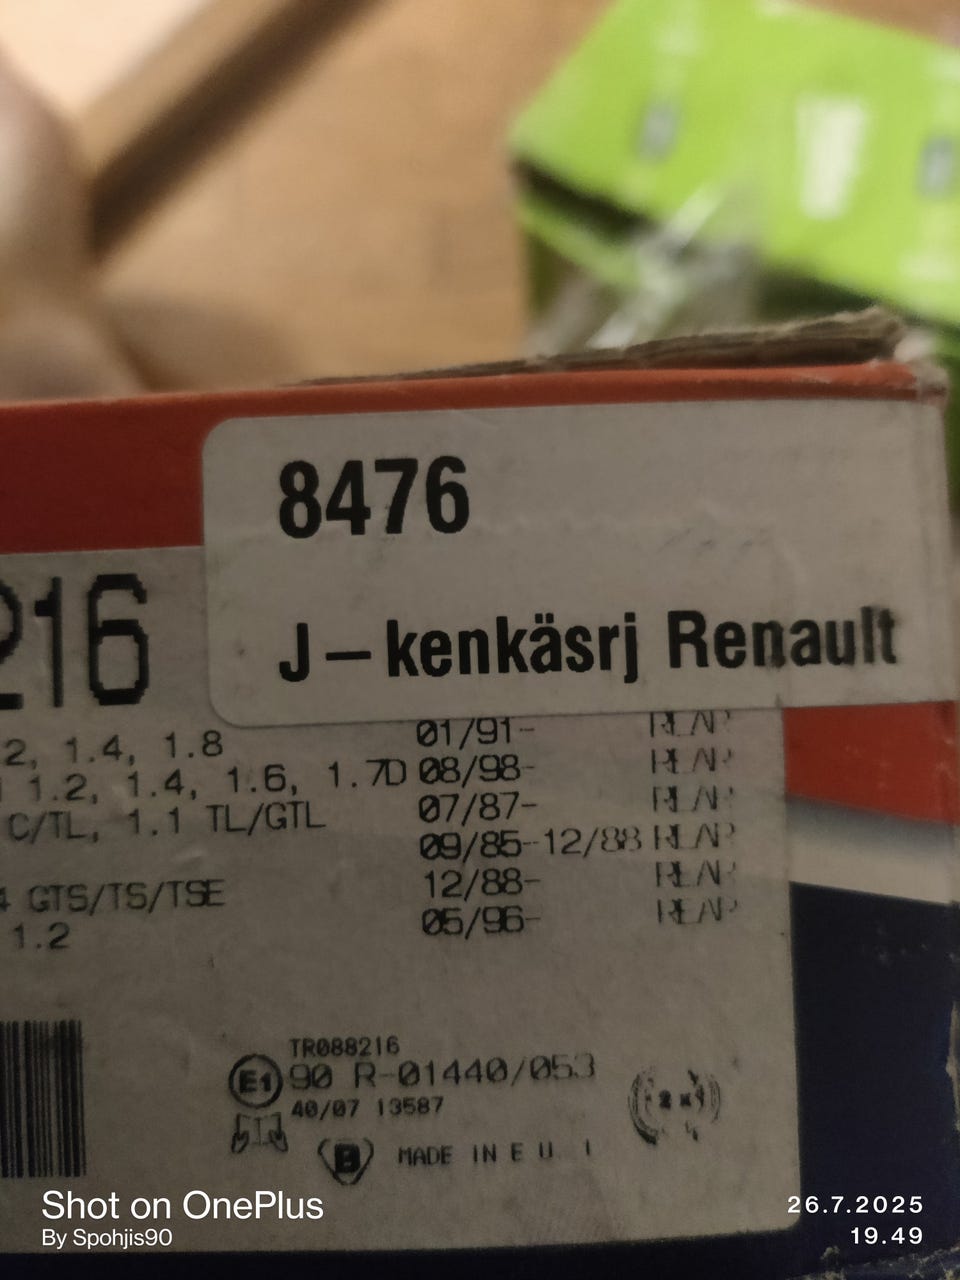 8476
J-kenkäsrj Renault
216
2, 1.4, 1.8 01/91- REAR
1.2, 1.4, 1.6, 1.7D 08/98- REAR
C/TL, 1.1 TL/GTL 07/87- REAR
09/85-12/88 REAR
GTS/TS/TSE 12/88- REAR
1.2 05/96- REAR
TR088216
E1 90 R-01440/053
40/07 13587
B MADE IN E U
Shot on OnePlus
By Spohjis90
26.7.2025
19.49